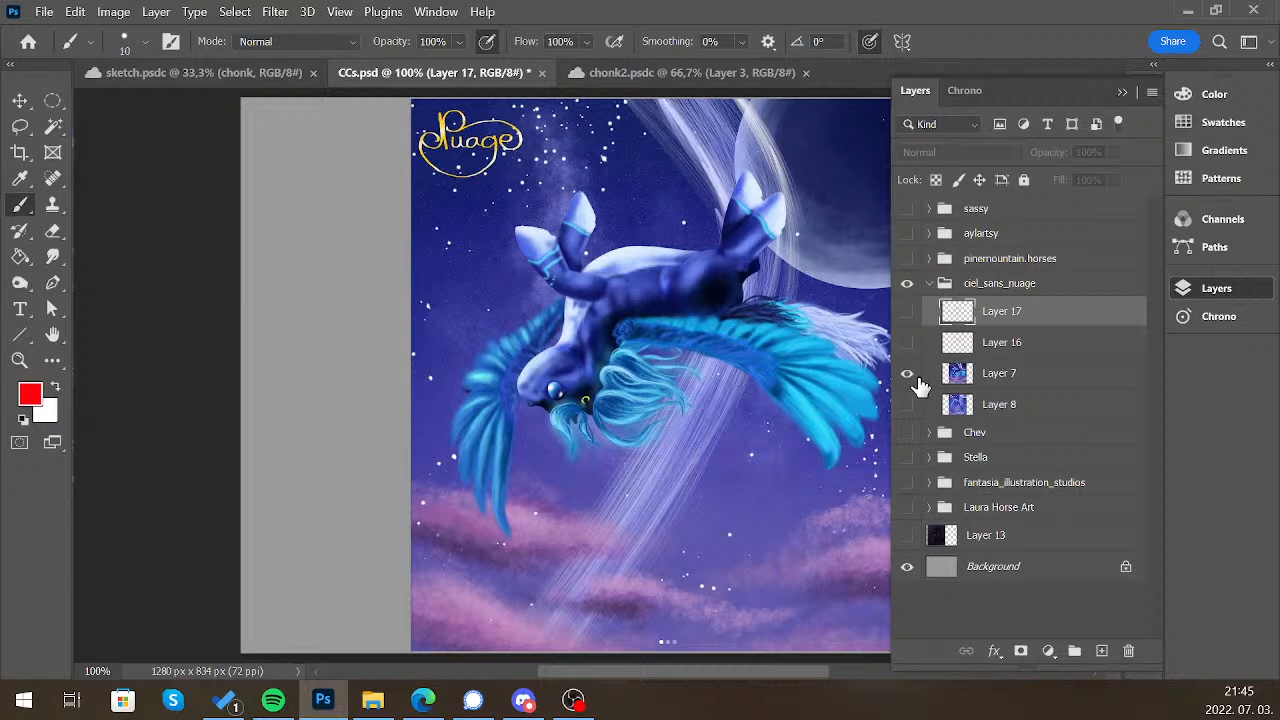 Ps File Edit Image Layer Type Select Filter 3D View Plugins Window Help
10 Mode: Normal Opacity: 100% Flow: 100% Smoothing: 0% 0° Share
sketch.psdc @ 33,3% (chonk, RGB/8#) × CCs.psd @ 100% (Layer 17, RGB/8#) * × chonk2.psdc @ 66,7% (Layer 3, RGB/8#) ×
Layers Chrono
Kind
Normal Opacity: 100%
Lock: Fill: 100%
sassy
aylartsy
pinemountain.horses
ciel_sans_nuage
Layer 17
Layer 16
Layer 7
Layer 8
Chev
Stella
fantasia_illustration_studios
Laura Horse Art
Layer 13
Background
Color
Swatches
Gradients
Patterns
Channels
Paths
Layers
Chrono
Nuage
100% 1280 px x 834 px (72 ppi)
1 Ps
21:45
2022. 07. 03.